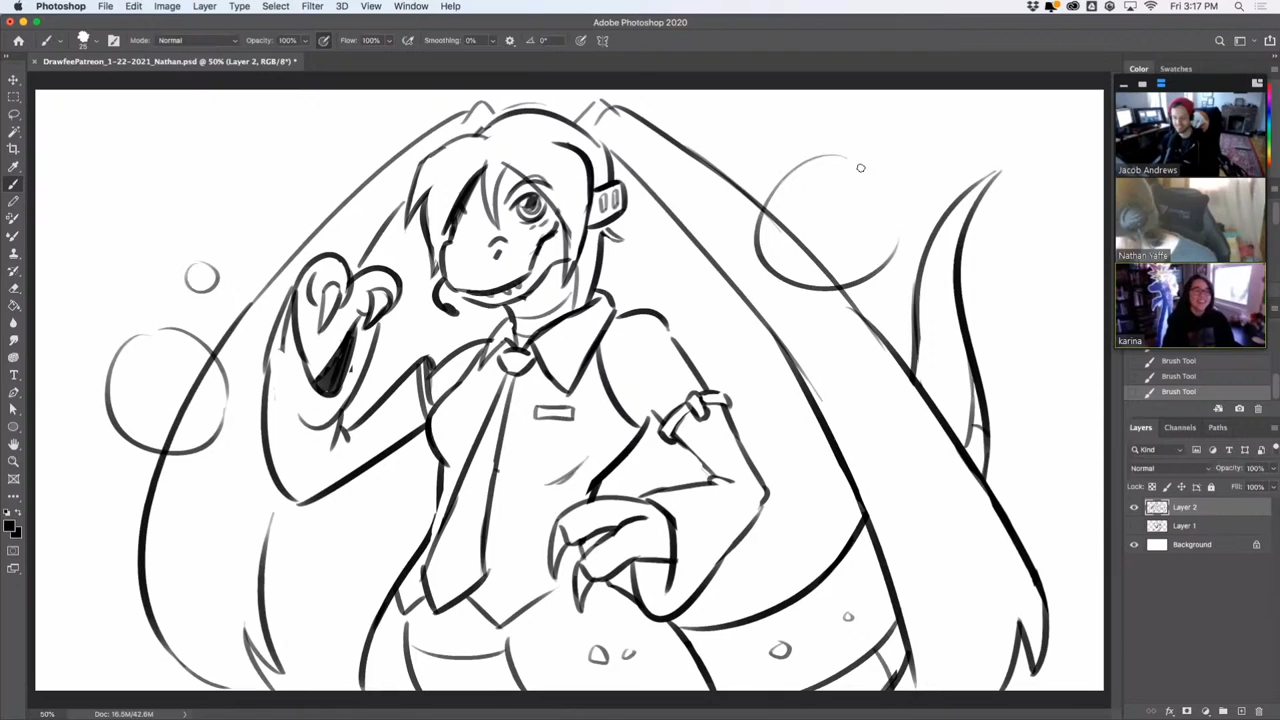 Photoshop File Edit Image Layer Type Select Filter 3D View Window Help
Fri 3:17 PM
Adobe Photoshop 2020
25 Mode: Normal Opacity: 100% Flow: 100% Smoothing: 0% 0°
DrawfeePatreon_1-22-2021_Nathan.psd @ 50% (Layer 2, RGB/8*) *
Color Swatches
Jacob Andrews
Nathan Yaffe
karina
Brush Tool
Brush Tool
Brush Tool
Layers Channels Paths
Kind
Normal Opacity: 100%
Lock: Fill: 100%
Layer 2
Layer 1
Background
50% Doc: 16.5M/42.6M